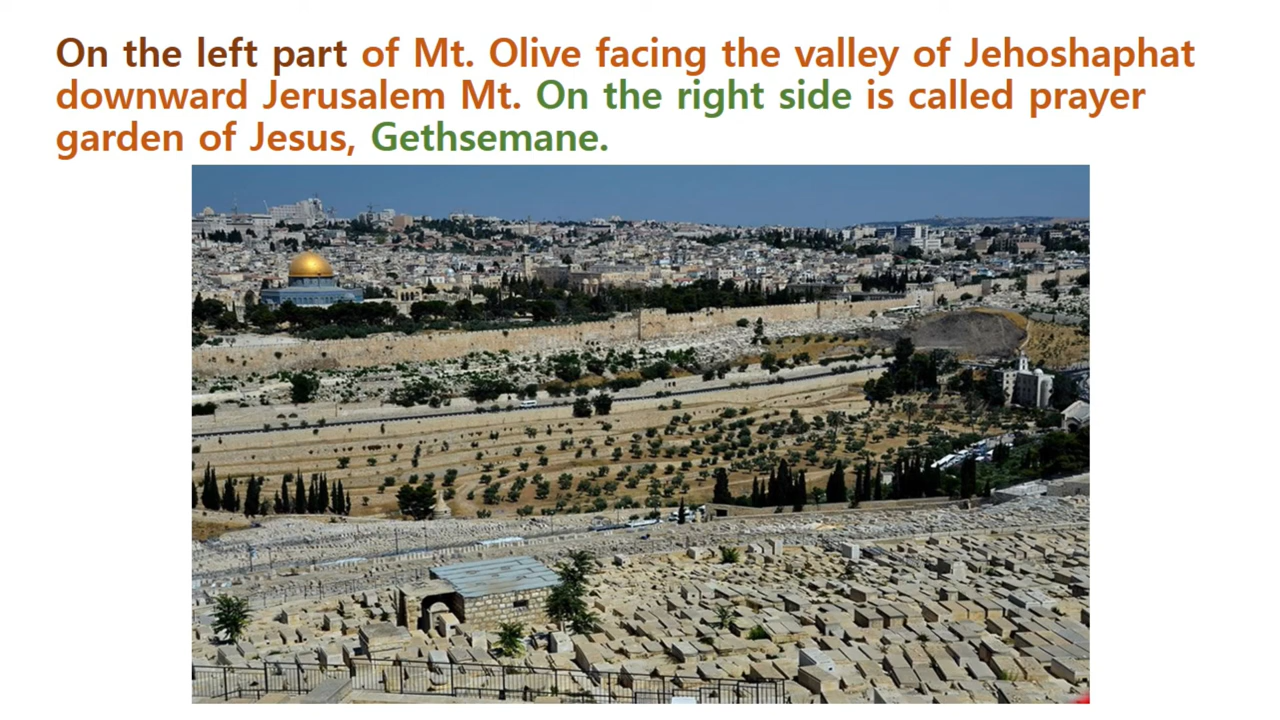 On the left part of Mt. Olive facing the valley of Jehoshaphat
downward Jerusalem Mt. On the right side is called prayer
garden of Jesus, Gethsemane.